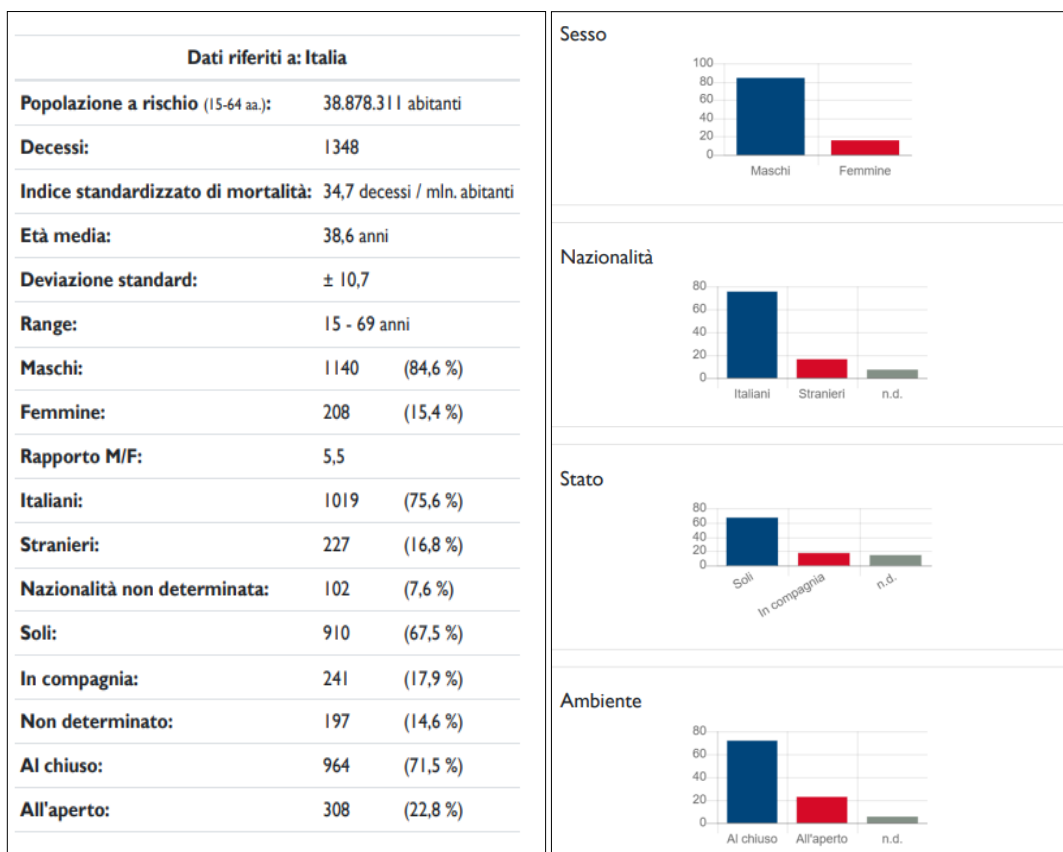 Dati riferiti a: Italia
Popolazione a rischio (15-64 aa.): 38.878.311 abitanti
Decessi: 1348
Indice standardizzato di mortalità: 34,7 decessi / mln. abitanti
Età media: 38,6 anni
Deviazione standard: ± 10,7
Range: 15 - 69 anni
Maschi: 1140 (84,6 %)
Femmine: 208 (15,4 %)
Rapporto M/F: 5,5
Italiani: 1019 (75,6 %)
Stranieri: 227 (16,8 %)
Nazionalità non determinata: 102 (7,6 %)
Soli: 910 (67,5 %)
In compagnia: 241 (17,9 %)
Non determinato: 197 (14,6 %)
Al chiuso: 964 (71,5 %)
All'aperto: 308 (22,8 %)
Sesso
100
80
60
40
20
0
Maschi Femmine
Nazionalità
80
60
40
20
0
Italiani Stranieri n.d.
Stato
80
60
40
20
0
Soli In compagnia n.d.
Ambiente
80
60
40
20
0
Al chiuso All'aperto n.d.